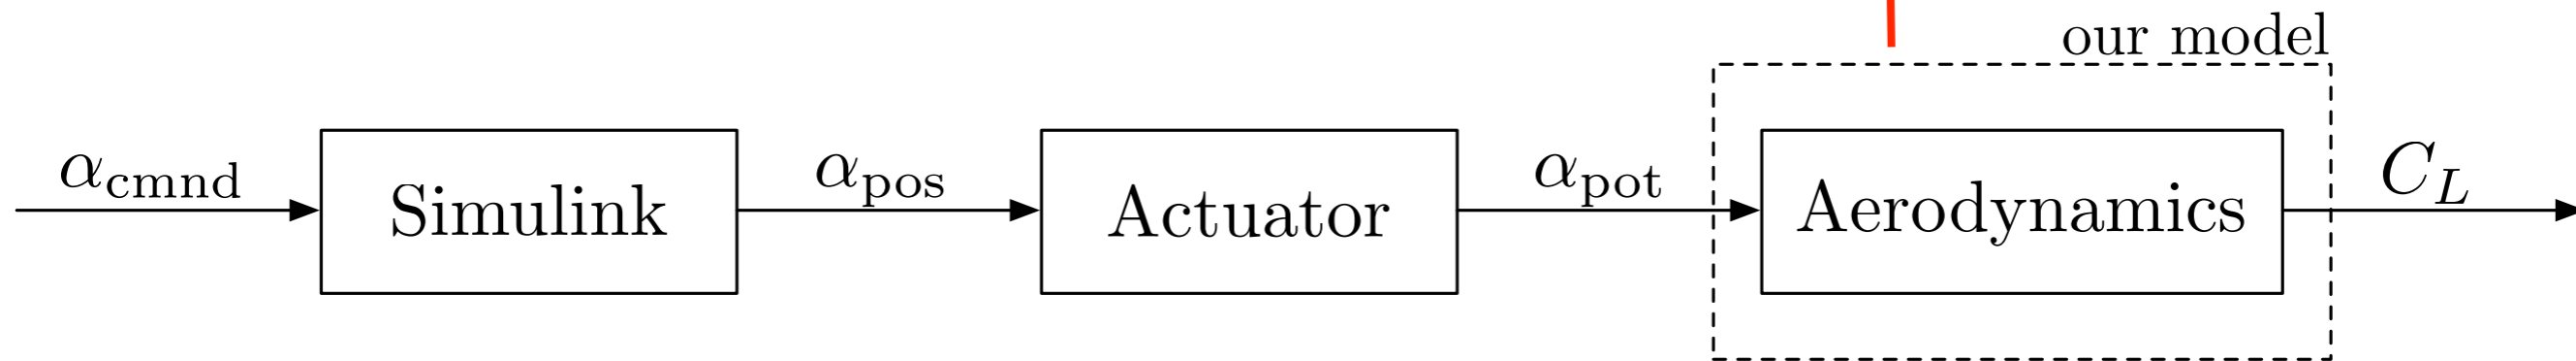 our model
α_cmnd
Simulink
α_pos
Actuator
α_pot
Aerodynamics
C_L